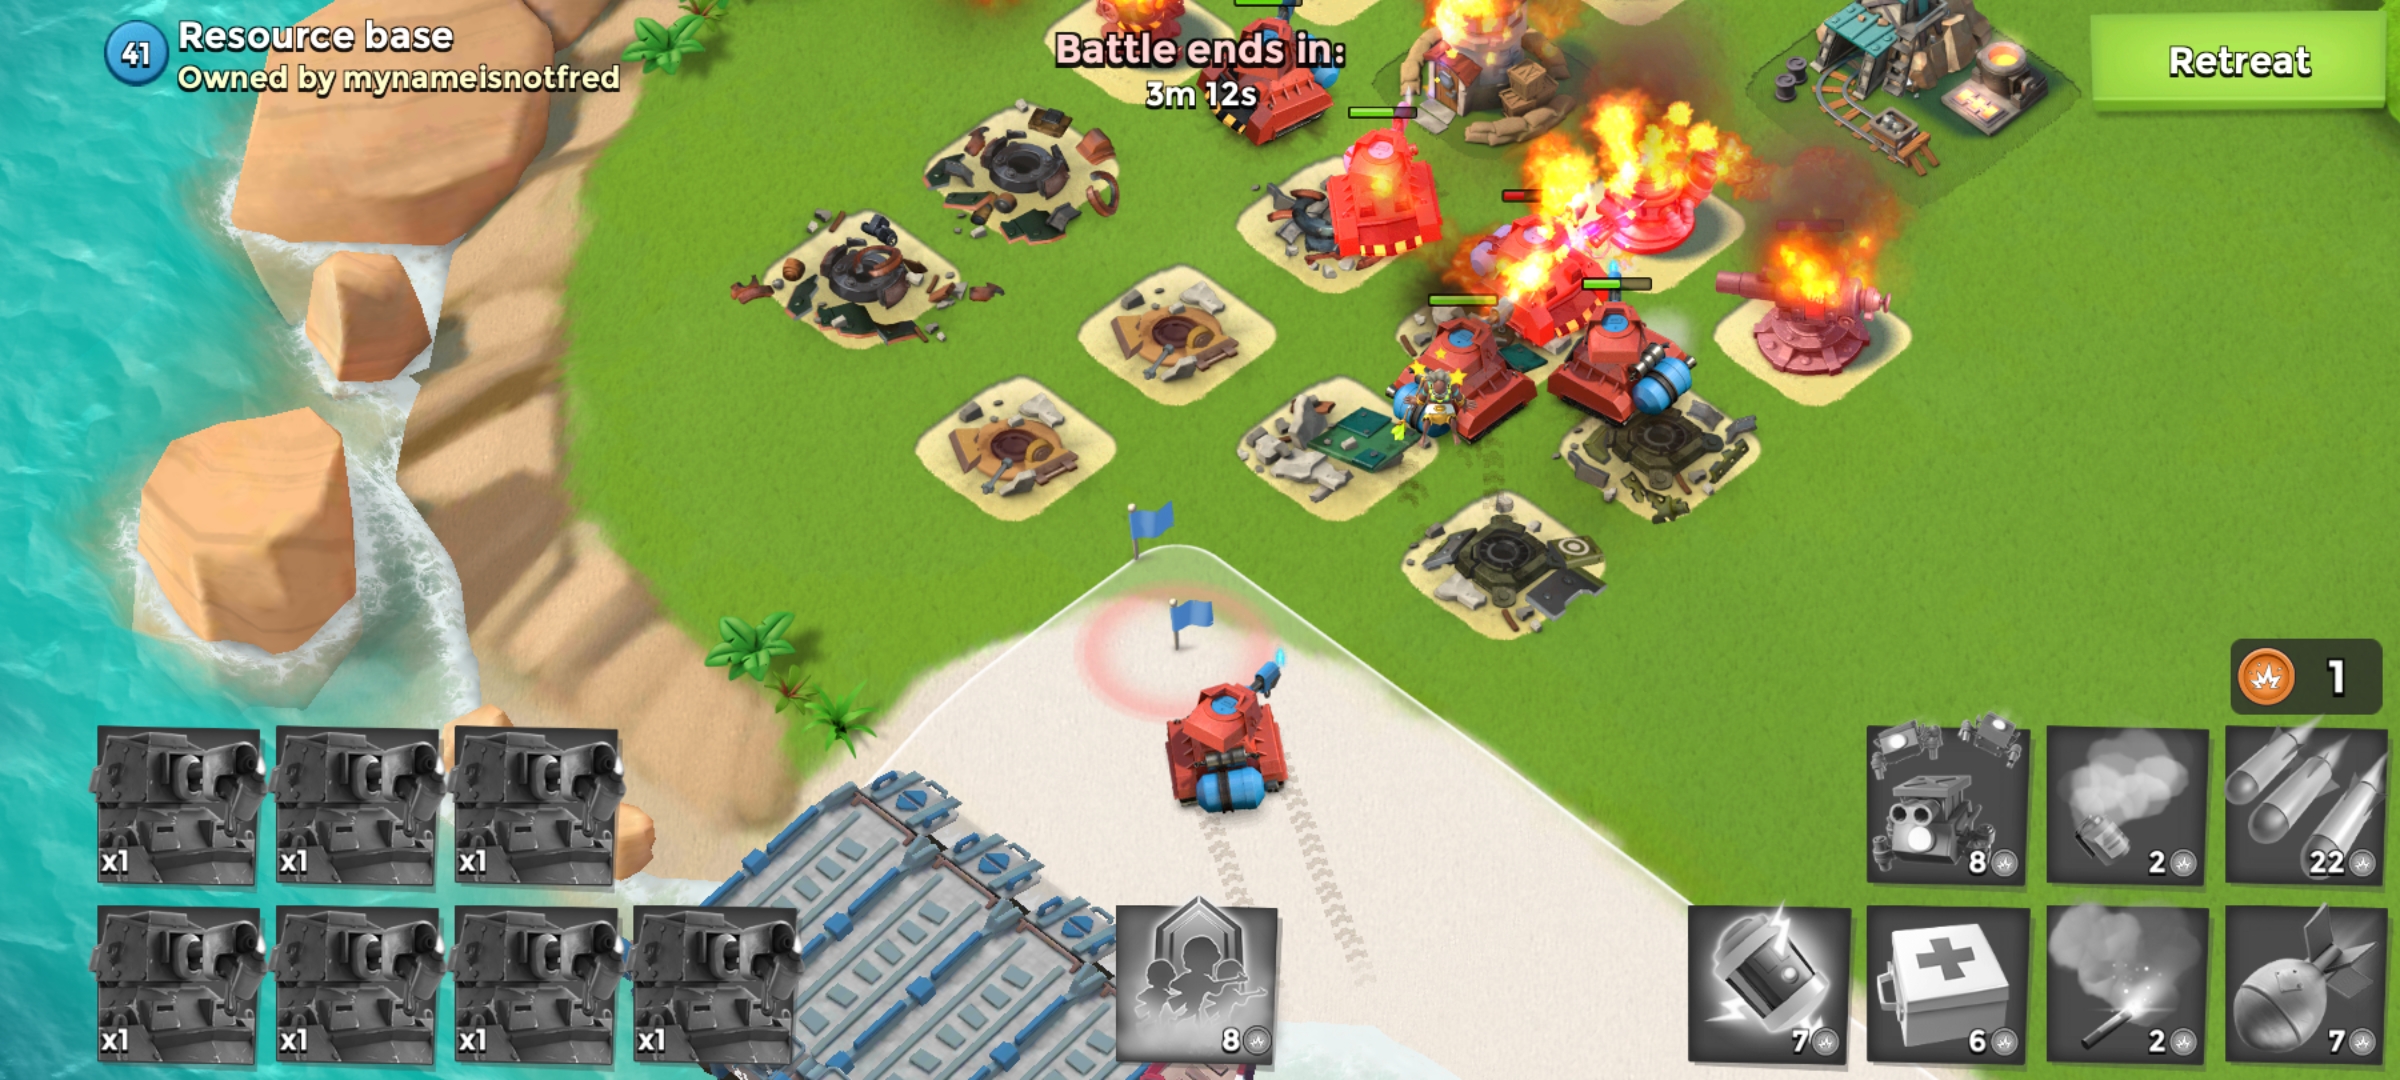 41
Resource base
Owned by mynameisnotfred
Battle ends in:
3m 12s
Retreat
1
x1
x1
x1
8
2
22
x1
x1
x1
x1
8
7
6
2
7